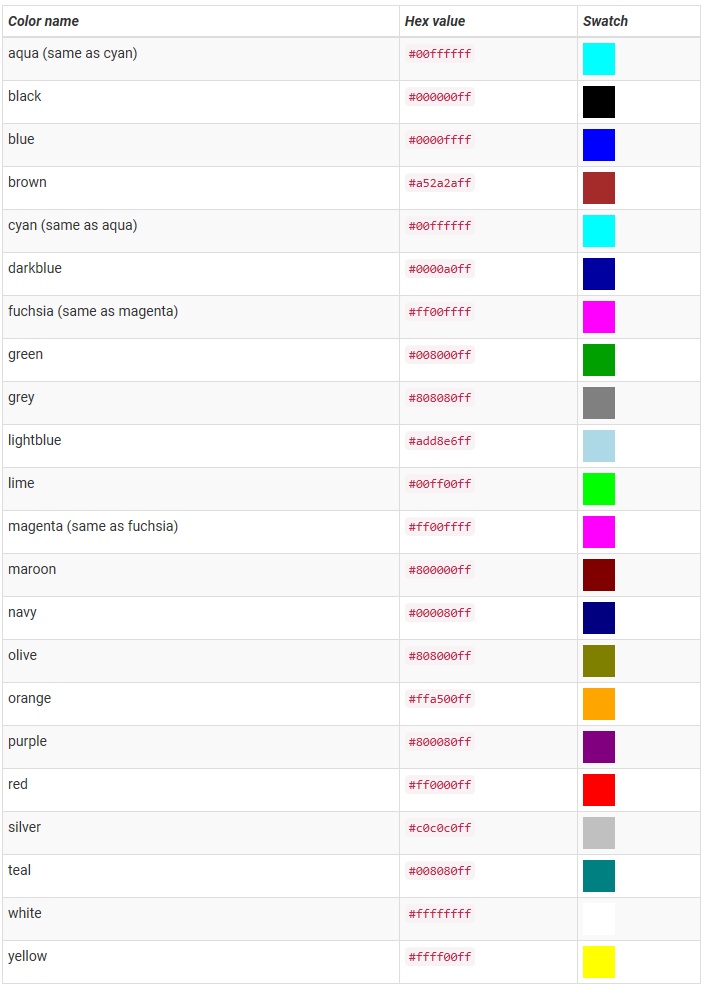 Color name Hex value Swatch
aqua (same as cyan) #00ffffff
black #000000ff
blue #0000ffff
brown #a52a2aff
cyan (same as aqua) #00ffffff
darkblue #0000a0ff
fuchsia (same as magenta) #ff00ffff
green #008000ff
grey #808080ff
lightblue #add8e6ff
lime #00ff00ff
magenta (same as fuchsia) #ff00ffff
maroon #800000ff
navy #000080ff
olive #808000ff
orange #ffa500ff
purple #800080ff
red #ff0000ff
silver #c0c0c0ff
teal #008080ff
white #ffffffff
yellow #ffff00ff